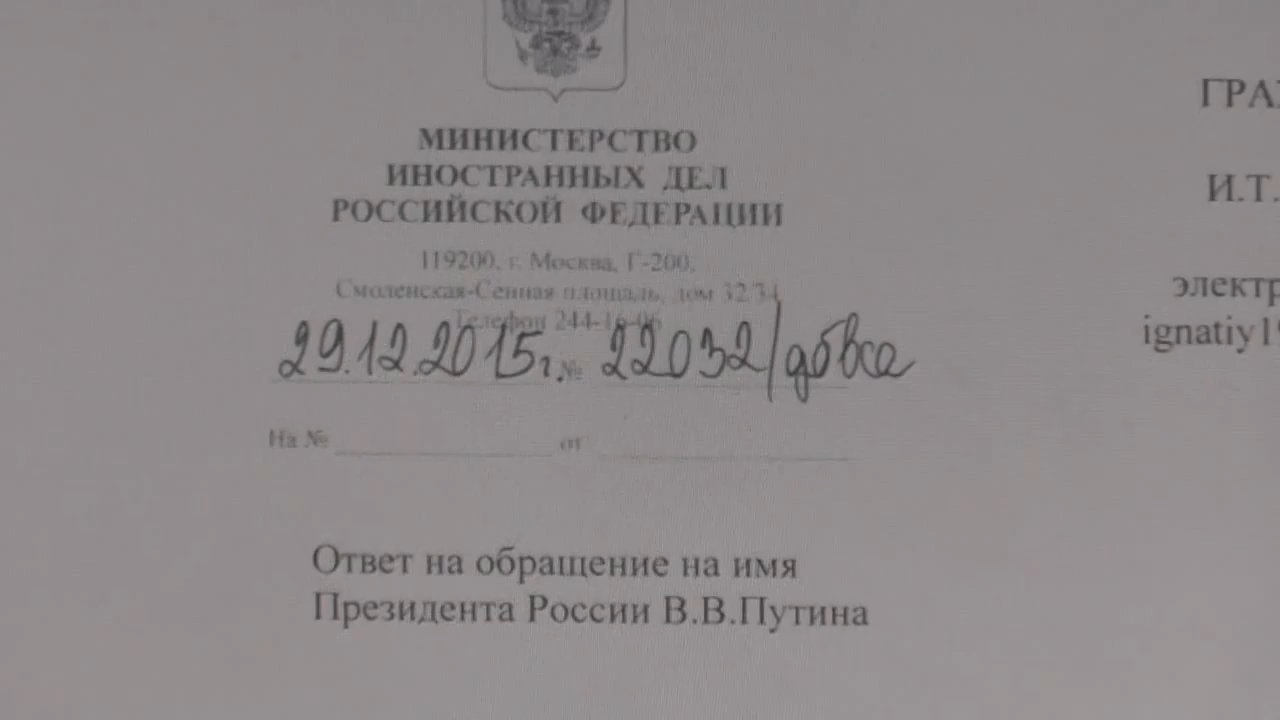 МИНИСТЕРСТВО
ИНОСТРАННЫХ ДЕЛ
РОССИЙСКОЙ ФЕДЕРАЦИИ
119200, г. Москва, Г-200,
Смоленская-Сенная площадь, дом 32/34
Телефон 244-16-06
29.12.2015г. № 22032/дбвса
На № от
Ответ на обращение на имя
Президента России В.В.Путина
ГРА
И.Т.
электр
ignatiy1